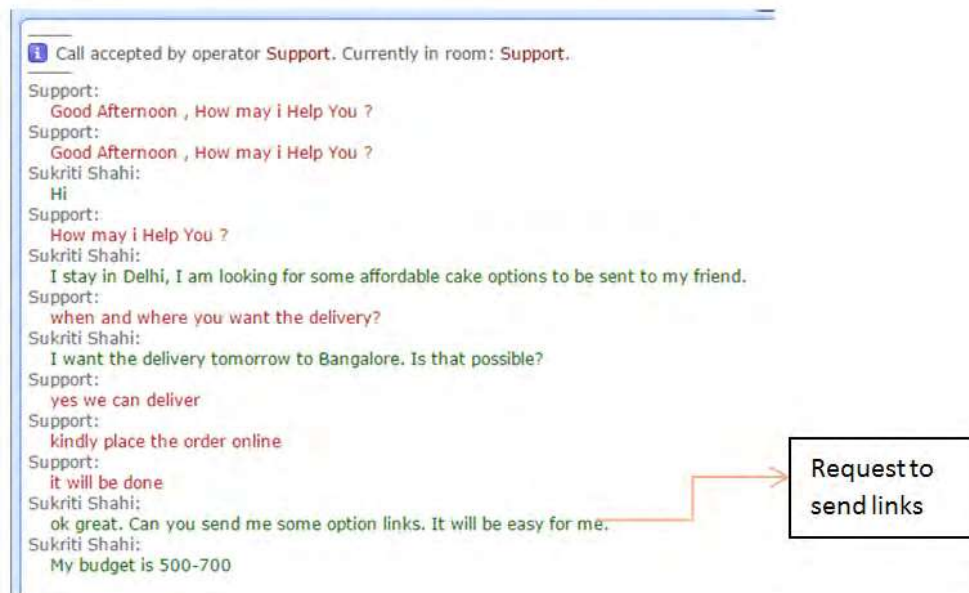 Call accepted by operator Support. Currently in room: Support.
Support:
Good Afternoon , How may i Help You ?
Support:
Good Afternoon , How may i Help You ?
Sukriti Shahi:
Hi
Support:
How may i Help You ?
Sukriti Shahi:
I stay in Delhi, I am looking for some affordable cake options to be sent to my friend.
Support:
when and where you want the delivery?
Sukriti Shahi:
I want the delivery tomorrow to Bangalore. Is that possible?
Support:
yes we can deliver
Support:
kindly place the order online
Support:
it will be done
Sukriti Shahi:
ok great. Can you send me some option links. It will be easy for me.
Sukriti Shahi:
My budget is 500-700
Request to
send links